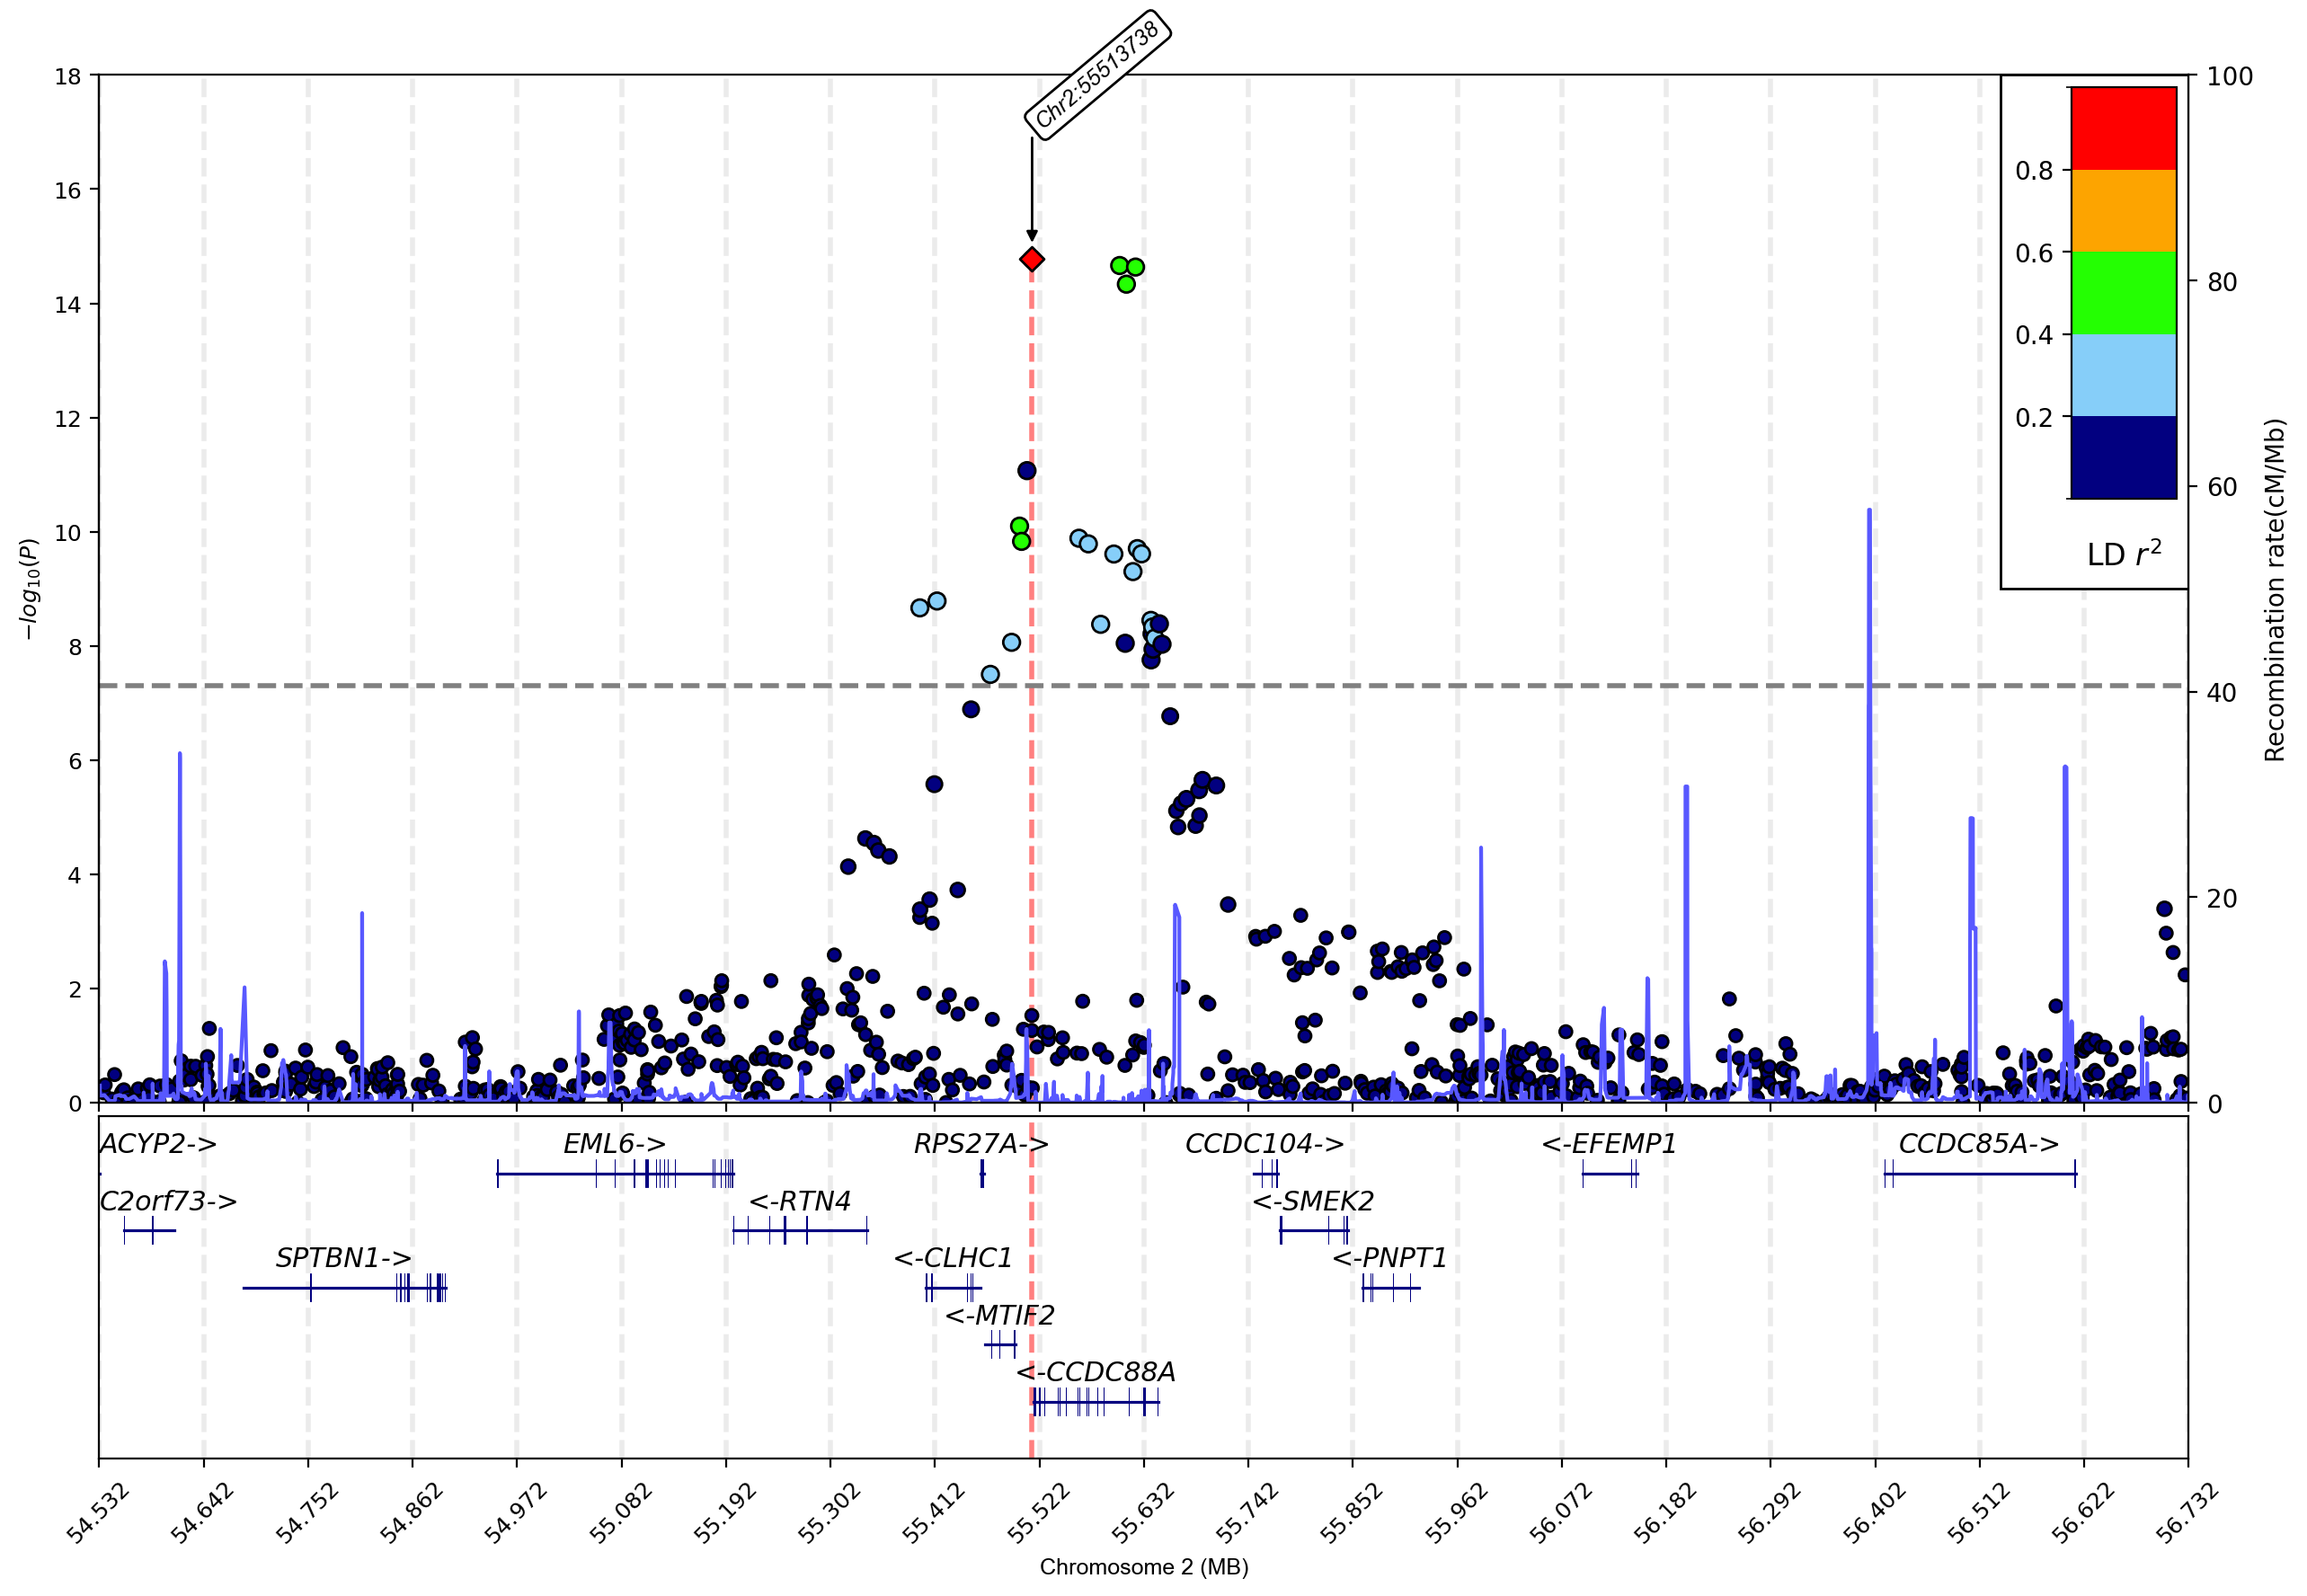 Chr2:55513738
18
16
14
12
10
8
6
4
2
0
−log10(P)
100
80
60
40
20
0
Recombination rate(cM/Mb)
0.8
0.6
0.4
0.2
LD r²
ACYP2->
EML6->
RPS27A->
CCDC104->
<-EFEMP1
CCDC85A->
C2orf73->
<-RTN4
<-SMEK2
SPTBN1->
<-CLHC1
<-PNPT1
<-MTIF2
<-CCDC88A
54.532
54.642
54.752
54.862
54.972
55.082
55.192
55.302
55.412
55.522
55.632
55.742
55.852
55.962
56.072
56.182
56.292
56.402
56.512
56.622
56.732
Chromosome 2 (MB)